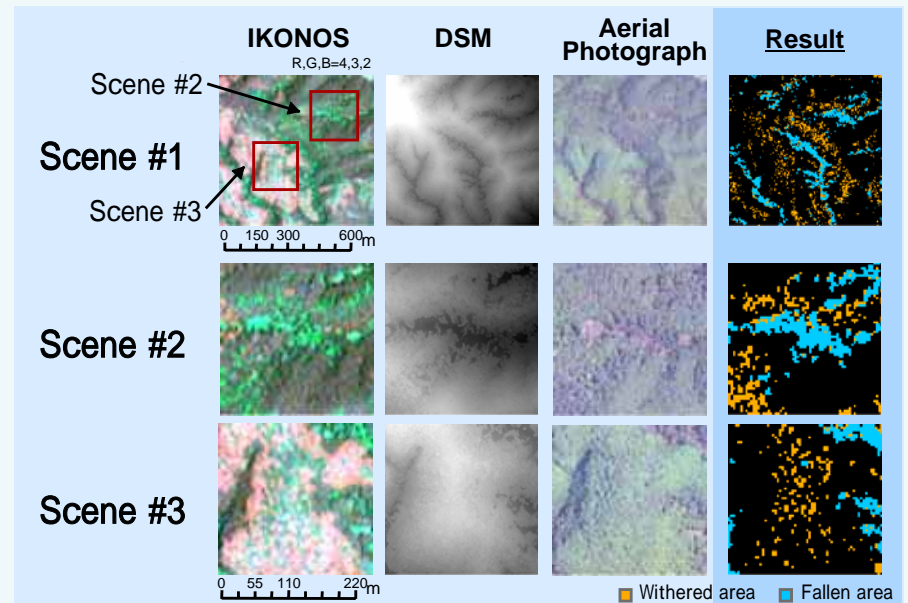 IKONOS
R,G,B=4,3,2
DSM
Aerial
Photograph
Result
Scene #2
Scene #1
Scene #3
0 150 300 600 m
Scene #2
Scene #3
0 55 110 220 m
Withered area
Fallen area